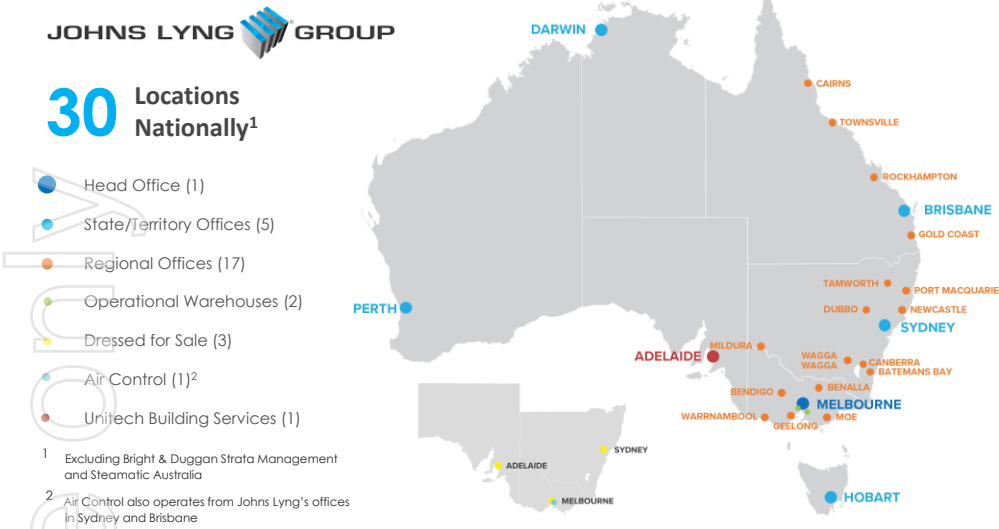 JOHNS LYNG GROUP
30 Locations
Nationally1
Head Office (1)
State/Territory Offices (5)
Regional Offices (17)
Operational Warehouses (2)
Dressed for Sale (3)
Air Control (1)2
Unitech Building Services (1)
1 Excluding Bright & Duggan Strata Management
and Steamatic Australia
2 Air Control also operates from Johns Lyng's offices
in Sydney and Brisbane
DARWIN
CAIRNS
TOWNSVILLE
ROCKHAMPTON
BRISBANE
GOLD COAST
TAMWORTH
PORT MACQUARIE
PERTH
DUBBO
NEWCASTLE
SYDNEY
ADELAIDE
MILDURA
WAGGA
WAGGA
CANBERRA
BATEMANS BAY
BENDIGO
BENALLA
MELBOURNE
WARRNAMBOOL
GEELONG
MOE
HOBART
SYDNEY
ADELAIDE
MELBOURNE
only